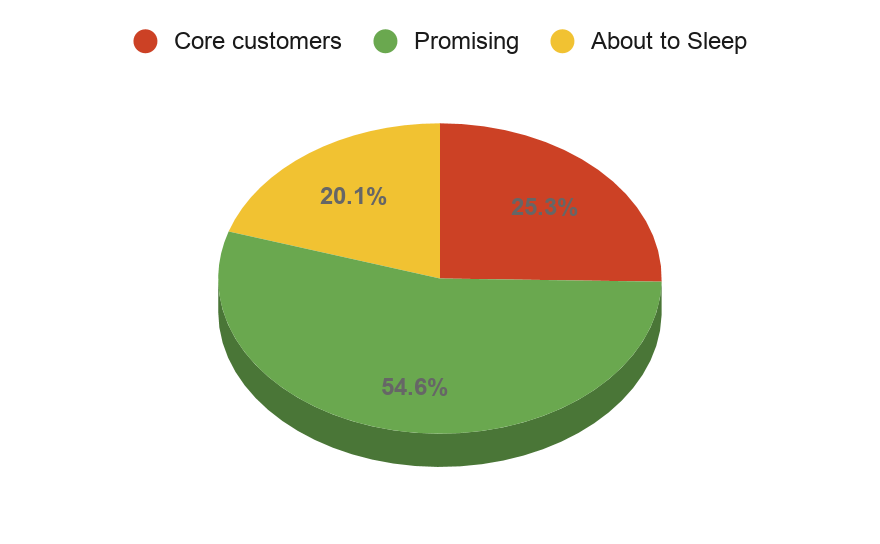 Core customers Promising About to Sleep
20.1%
25.3%
54.6%